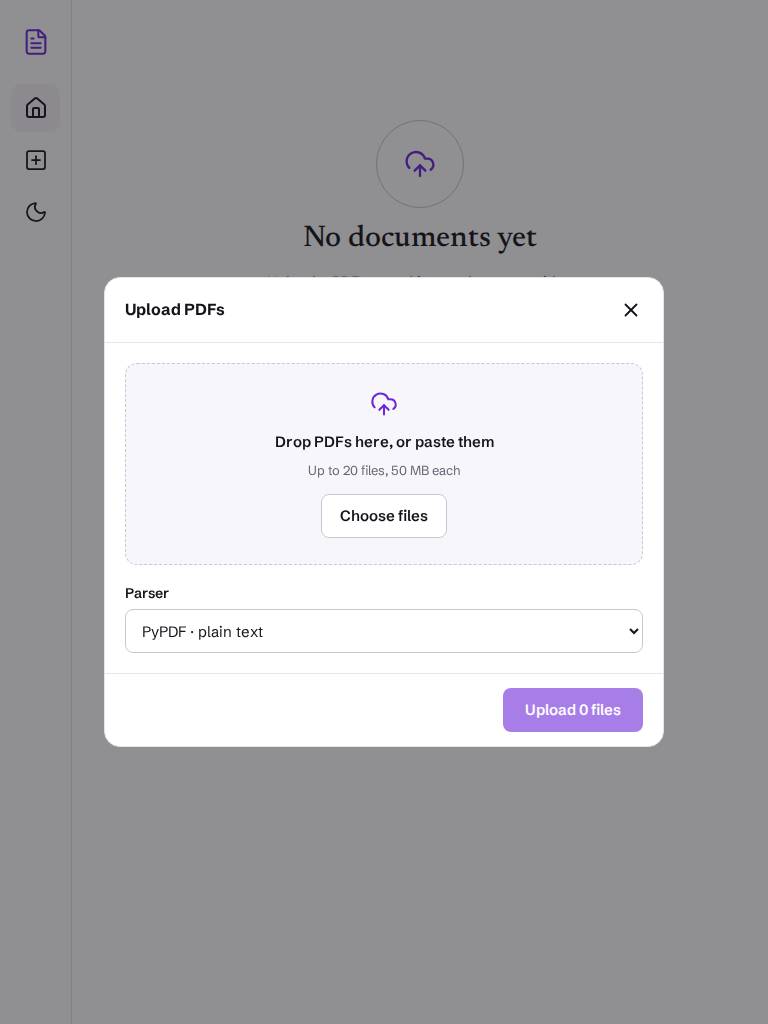 No documents yet
Upload PDFs
Drop PDFs here, or paste them
Up to 20 files, 50 MB each
Choose files
Parser
PyPDF · plain text
Upload 0 files